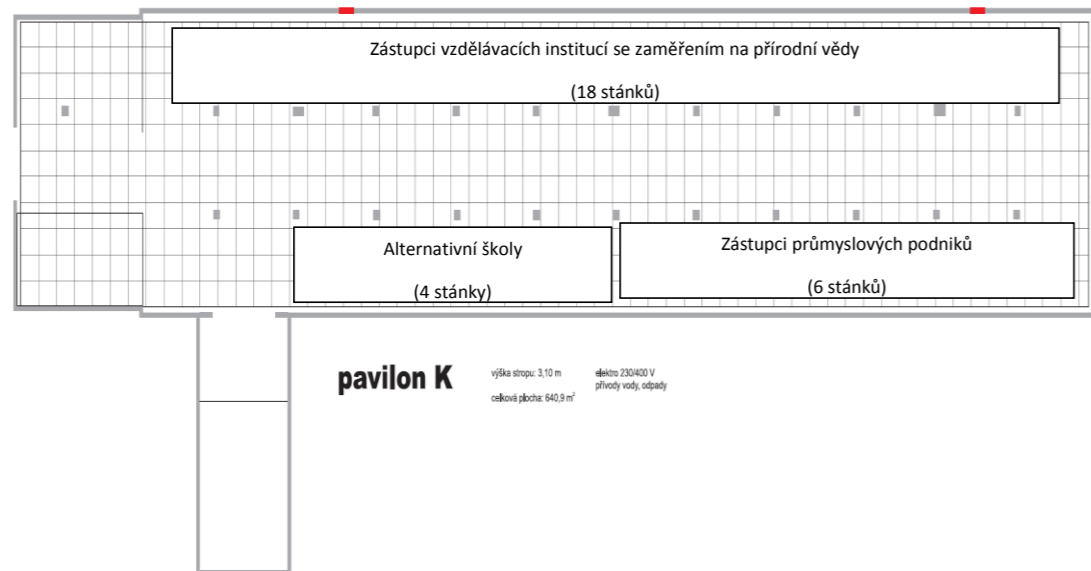 Zástupci vzdělávacích institucí se zaměřením na přírodní vědy
(18 stánků)
Alternativní školy
(4 stánky)
Zástupci průmyslových podniků
(6 stánků)
pavilon K
výška stropu: 3,10 m
celková plocha: 640,9 m²
elektro 230/400 V
přívody vody, odpady